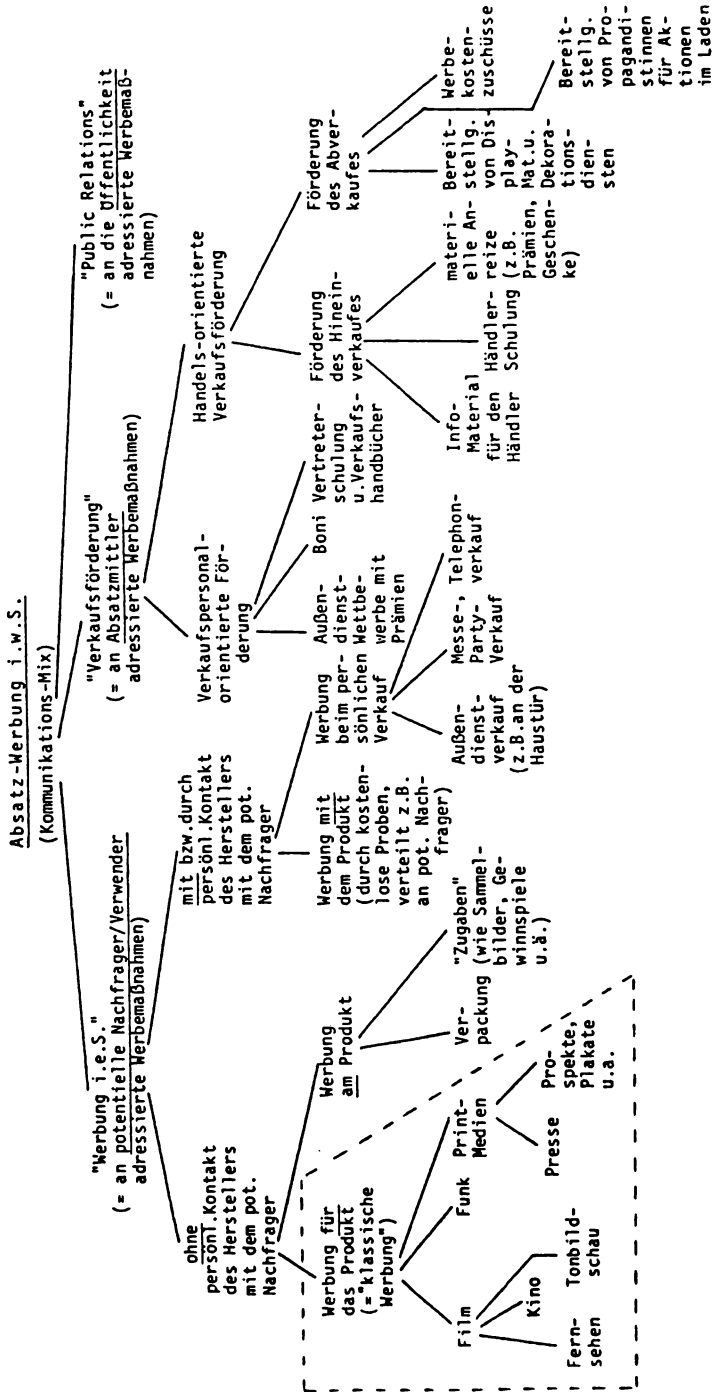 Absatz-Werbung i.w.S.
(Kommunikations-Mix)
"Werbung i.e.S."
(= an potentielle Nachfrager/Verwender
adressierte Werbemaßnahmen)
"Verkaufsförderung"
(= an Absatzmittler
adressierte Werbemaßnahmen)
"Public Relations"
(= an die Öffentlichkeit
adressierte Werbemaß-
nahmen)
ohne
persönl.Kontakt
des Herstellers
mit dem pot.
Nachfrager
mit bzw.durch
persönl.Kontakt
des Herstellers
mit dem pot.
Nachfrager
Verkaufspersonal-
orientierte För-
derung
Handels-orientierte
Verkaufsförderung
Werbung für
das Produkt
(="klassische
Werbung")
Werbung
am Produkt
Werbung mit
dem Produkt
(durch kosten-
lose Proben,
verteilt z.B.
an pot. Nach-
frager)
Werbung
beim per-
sönlichen
Verkauf
Außen-
dienst-
Wettbe-
werbe mit
Prämien
Boni
Vertreter-
schulung
u.Verkaufs-
handbücher
Förderung
des Hinein-
verkaufes
Förderung
des Abver-
kaufes
Film
Funk
Print-
Medien
Ver-
packung
"Zugaben"
(wie Sammel-
bilder, Ge-
winnspiele
u.ä.)
Außen-
dienst-
verkauf
(z.B.an der
Haustür)
Messe-,
Party-
Verkauf
Telephon-
verkauf
Info-
Material
für den
Händler
Händler-
Schulung
materi-
elle An-
reize
(z.B.
Prämien,
Geschen-
ke)
Bereit-
stellg.
von Dis-
play-
Mat.u.
Dekora-
tions-
dien-
sten
Werbe-
kosten-
zuschüsse
Bereit-
stellg.
von Pro-
pagandi-
stinnen
für Ak-
tionen
im Laden
Fern-
sehen
Kino
Tonbild-
schau
Presse
Pro-
spekte,
Plakate
u.a.